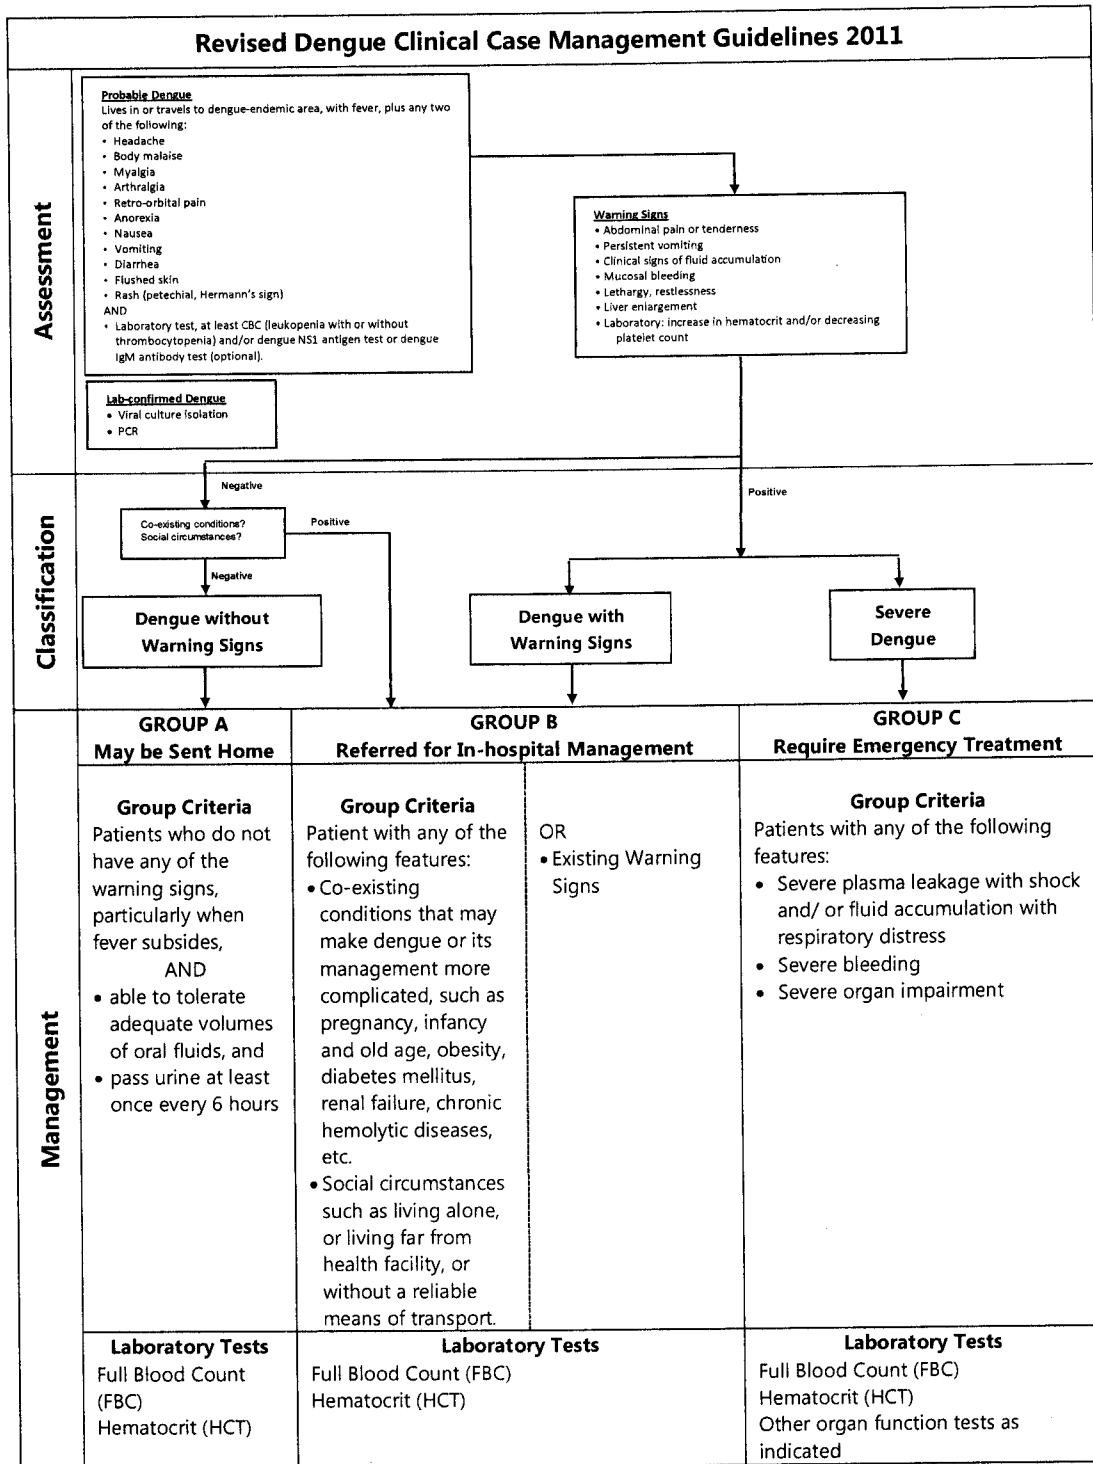 Revised Dengue Clinical Case Management Guidelines 2011
Assessment
Probable Dengue
Lives in or travels to dengue-endemic area, with fever, plus any two
of the following:
• Headache
• Body malaise
• Myalgia
• Arthralgia
• Retro-orbital pain
• Anorexia
• Nausea
• Vomiting
• Diarrhea
• Flushed skin
• Rash (petechial, Hermann's sign)
AND
• Laboratory test, at least CBC (leukopenia with or without
thrombocytopenia) and/or dengue NS1 antigen test or dengue
IgM antibody test (optional).
Lab-confirmed Dengue
• Viral culture isolation
• PCR
Warning Signs
• Abdominal pain or tenderness
• Persistent vomiting
• Clinical signs of fluid accumulation
• Mucosal bleeding
• Lethargy, restlessness
• Liver enlargement
• Laboratory: increase in hematocrit and/or decreasing
platelet count
Classification
Negative
Positive
Co-existing conditions?
Social circumstances?
Positive
Negative
Dengue without
Warning Signs
Dengue with
Warning Signs
Severe
Dengue
Management
GROUP A
May be Sent Home
Group Criteria
Patients who do not
have any of the
warning signs,
particularly when
fever subsides,
AND
• able to tolerate
adequate volumes
of oral fluids, and
• pass urine at least
once every 6 hours
Laboratory Tests
Full Blood Count
(FBC)
Hematocrit (HCT)
GROUP B
Referred for In-hospital Management
Group Criteria
Patient with any of the
following features:
• Co-existing
conditions that may
make dengue or its
management more
complicated, such as
pregnancy, infancy
and old age, obesity,
diabetes mellitus,
renal failure, chronic
hemolytic diseases,
etc.
• Social circumstances
such as living alone,
or living far from
health facility, or
without a reliable
means of transport.
OR
• Existing Warning
Signs
Laboratory Tests
Full Blood Count (FBC)
Hematocrit (HCT)
GROUP C
Require Emergency Treatment
Group Criteria
Patients with any of the following
features:
• Severe plasma leakage with shock
and/ or fluid accumulation with
respiratory distress
• Severe bleeding
• Severe organ impairment
Laboratory Tests
Full Blood Count (FBC)
Hematocrit (HCT)
Other organ function tests as
indicated